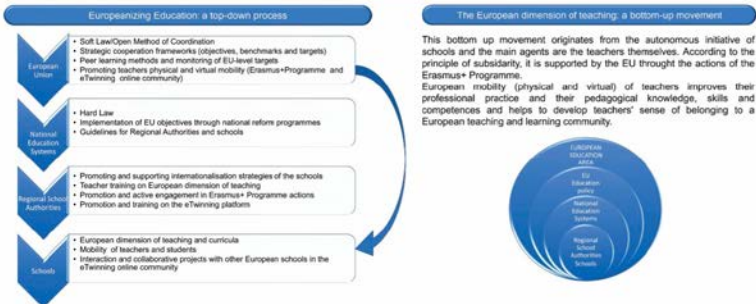 Europeanizing Education: a top-down process
European
Union
• Soft Law/Open Method of Coordination
• Strategic cooperation frameworks (objectives, benchmarks and targets)
• Peer learning methods and monitoring of EU-level targets
• Promoting teachers physical and virtual mobility (Erasmus+Programme and
eTwinning online community)
National
Education
Systems
• Hard Law
• Implementation of EU objectives through national reform programmes
• Guidelines for Regional Authorities and schools
Regional School
Authorities
• Promoting and supporting internationalisation strategies of the schools
• Teacher training on European dimension of teaching
• Promotion and active engagement in Erasmus+ Programme actions
• Promotion and training on the eTwinning platform
Schools
• European dimension of teaching and curricula
• Mobility of teachers and students
• Interaction and collaborative projects with other European schools in the
eTwinning online community
The European dimension of teaching: a bottom-up movement
This bottom up movement originates from the autonomous initiative of
schools and the main agents are the teachers themselves. According to the
principle of subsidarity, it is supported by the EU throught the actions of the
Erasmus+ Programme.
European mobility (physical and virtual) of teachers improves their
professional practice and their pedagogical knowledge, skills and
competences and helps to develop teachers' sense of belonging to a
European teaching and learning community.
EUROPEAN
EDUCATION
AREA
EU
Education
policy
National
Education
Systems
Regional
School
Authorities
Schools